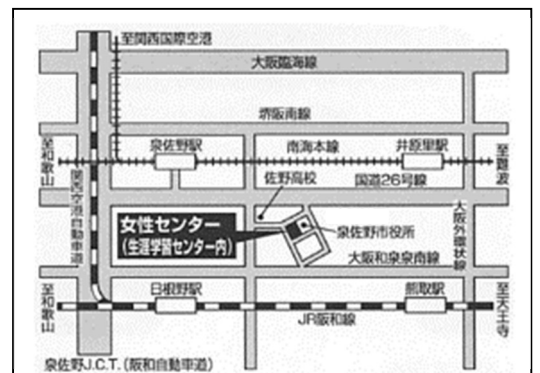 至関西国際空港
大阪臨海線
堺阪南線
泉佐野駅
南海本線
井原里駅
至和歌山
至難波
佐野高校
国道26号線
関西空港自動車道
女性センター
(生涯学習センター内)
泉佐野市役所
大阪外環状線
大阪和泉泉南線
至和歌山
日根野駅
熊取駅
至天王寺
JR阪和線
泉佐野J.C.T.(阪和自動車道)